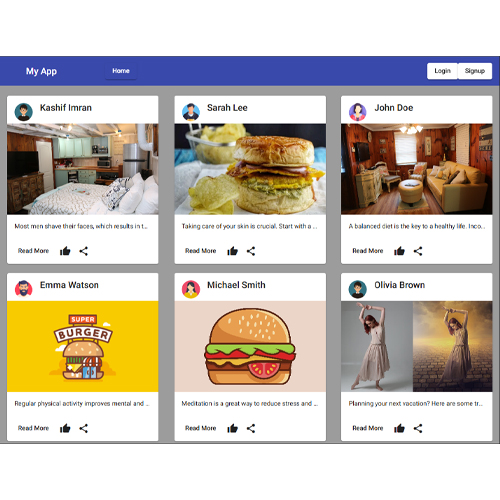 My App
Home
Login
Signup
Kashif Imran
Most men shave their faces, which results in t...
Read More
Sarah Lee
Taking care of your skin is crucial. Start with a ...
Read More
John Doe
A balanced diet is the key to a healthy life. Inco...
Read More
Emma Watson
SUPER
BURGER
Regular physical activity improves mental and ...
Read More
Michael Smith
Meditation is a great way to reduce stress and ...
Read More
Olivia Brown
Planning your next vacation? Here are some tr...
Read More